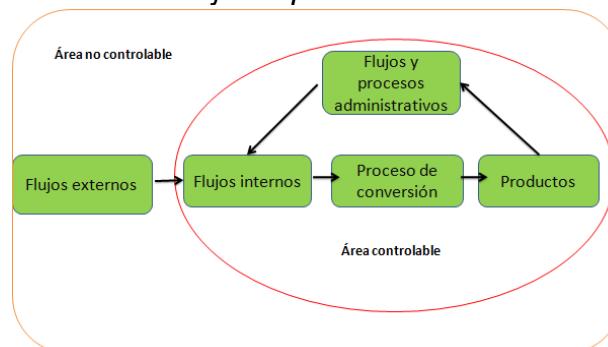 Área no controlable
Flujos y
procesos
administrativos
Flujos externos
Flujos internos
Proceso de
conversión
Productos
Área controlable